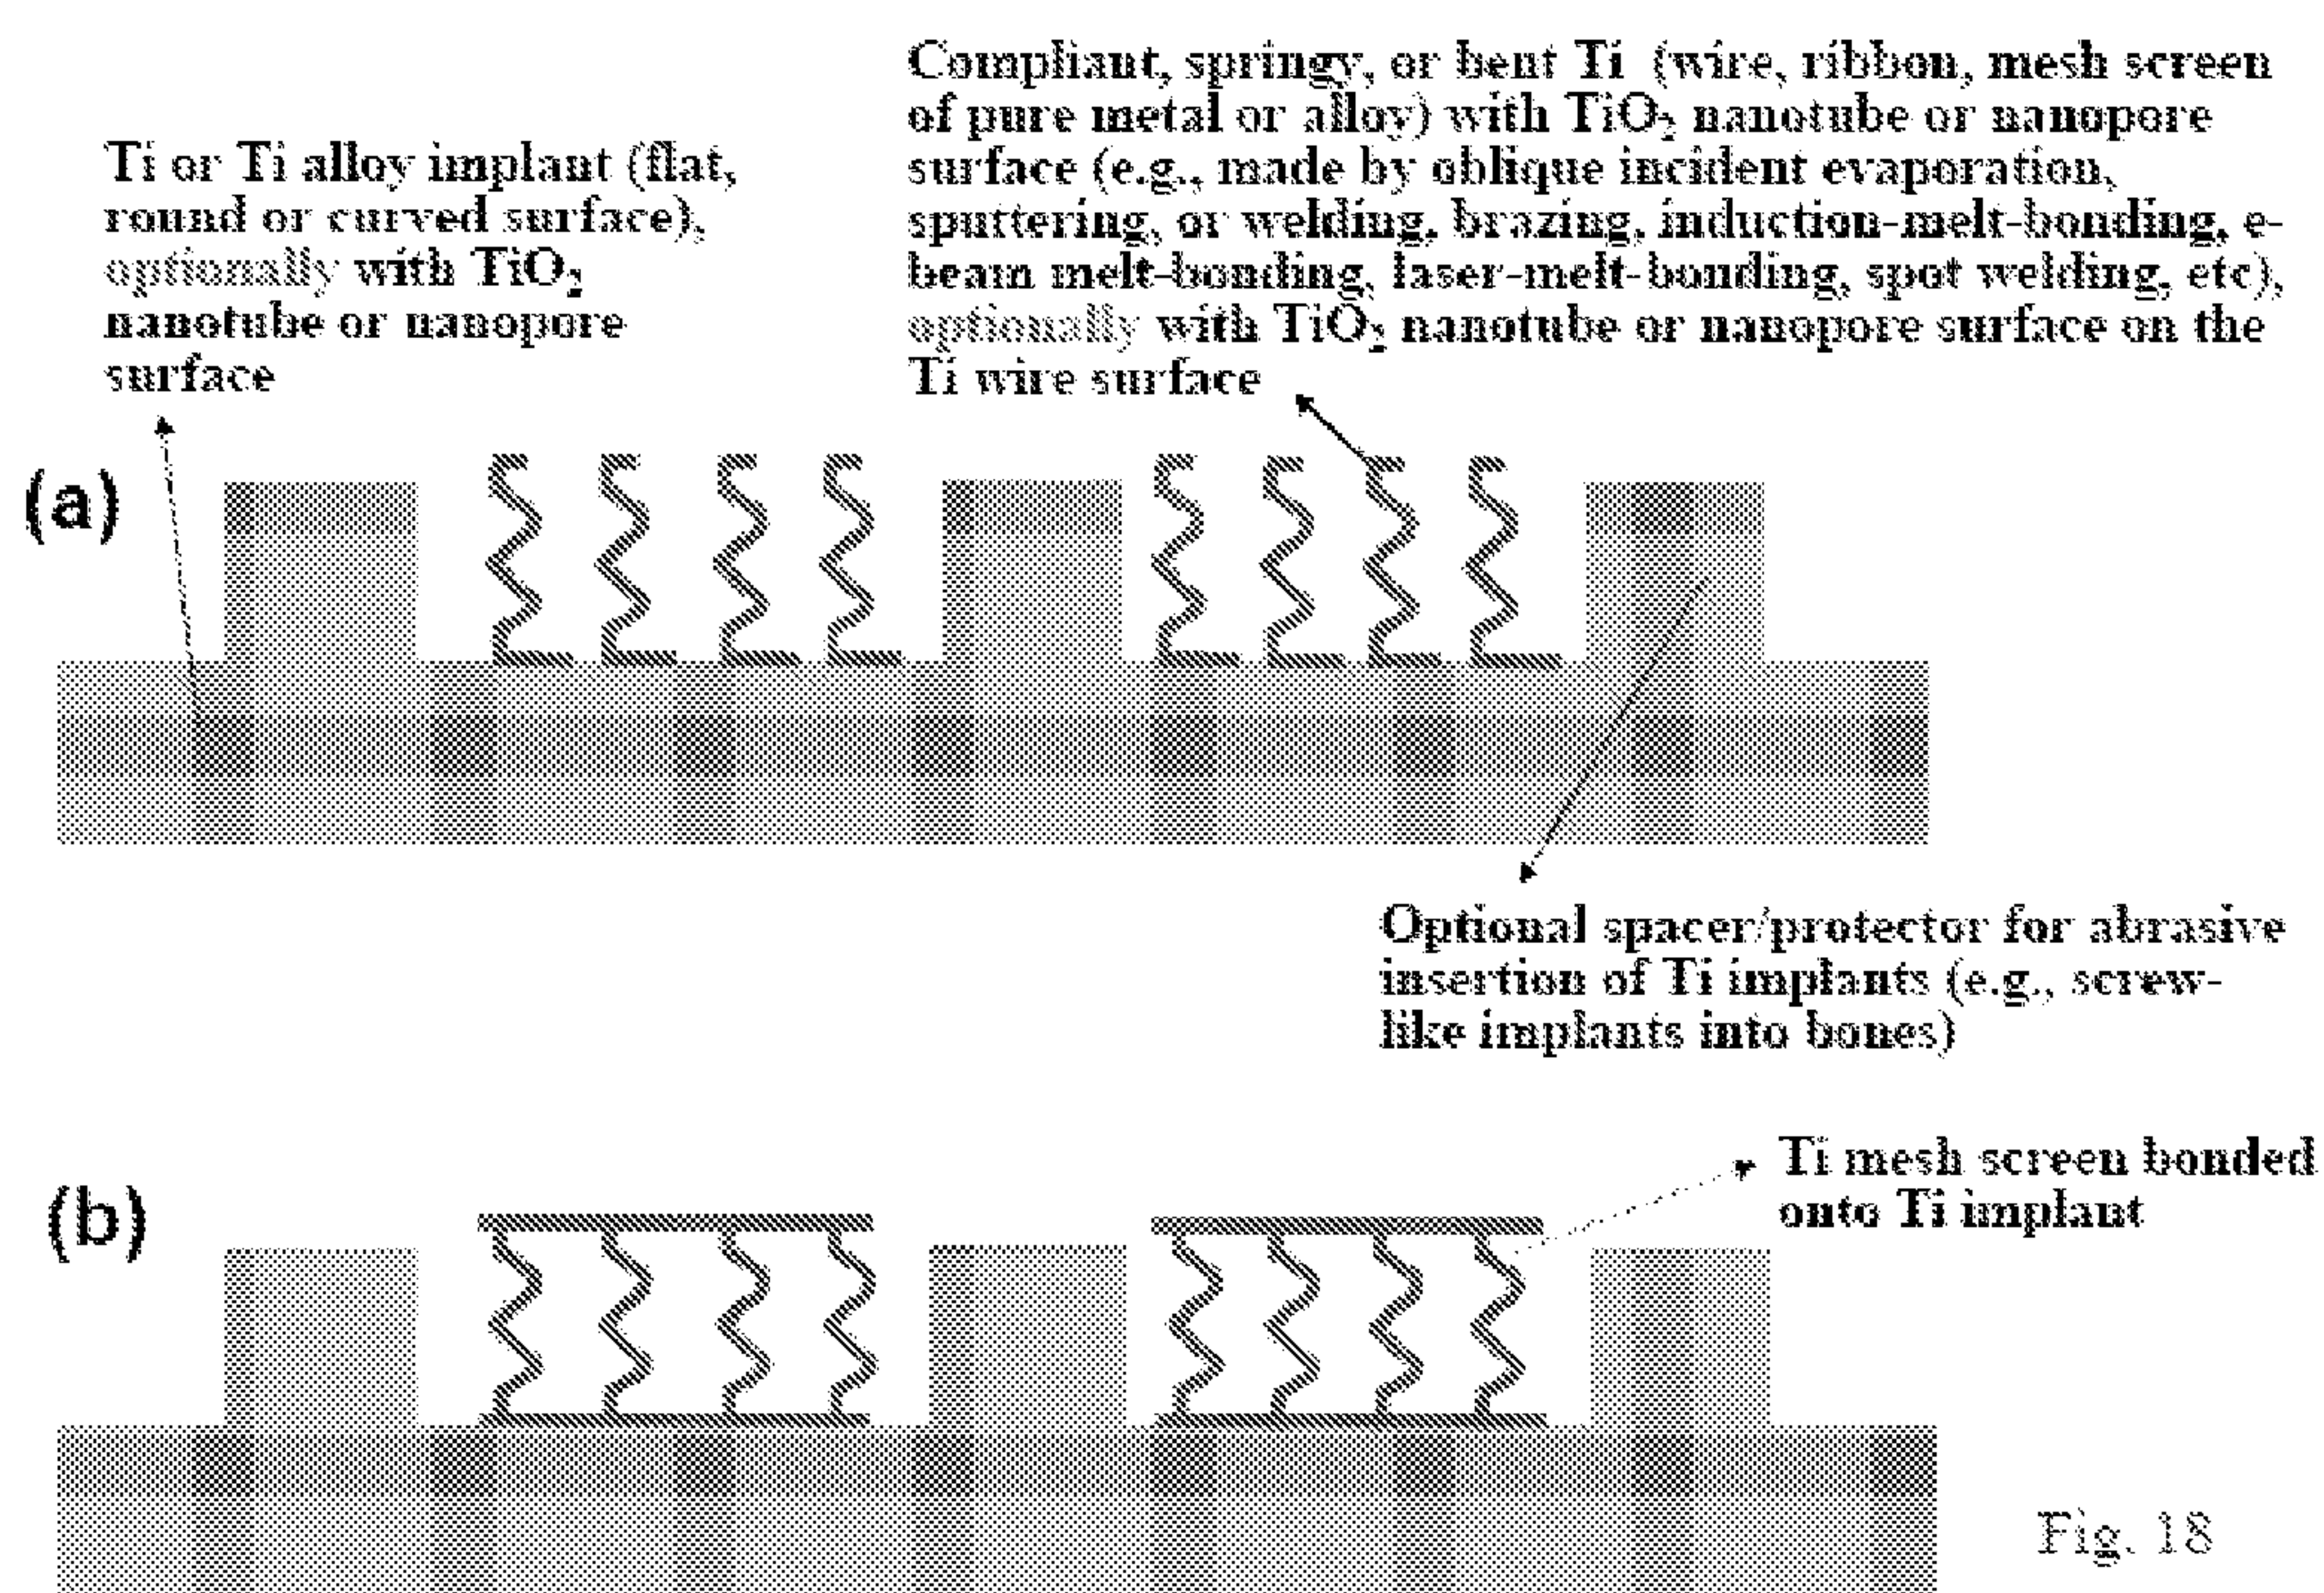 Compliant, springy, or bent Ti (wire, ribbon, mesh screen
of pure metal or alloy) with TiO₂ nanotube or nanopore
surface (e.g., made by oblique incident evaporation,
sputtering, or welding, brazing, induction-melt-bonding, e-
beam melt-bonding, laser-melt-bonding, spot welding, etc),
optionally with TiO₂ nanotube or nanopore surface on the
Ti wire surface
Ti or Ti alloy implant (flat,
round or curved surface),
optionally with TiO₂
nanotube or nanopore
surface
(a)
Optional spacer/protector for abrasive
insertion of Ti implants (e.g., screw-
like implants into bones)
(b)
Ti mesh screen bonded
onto Ti implant
Fig. 18